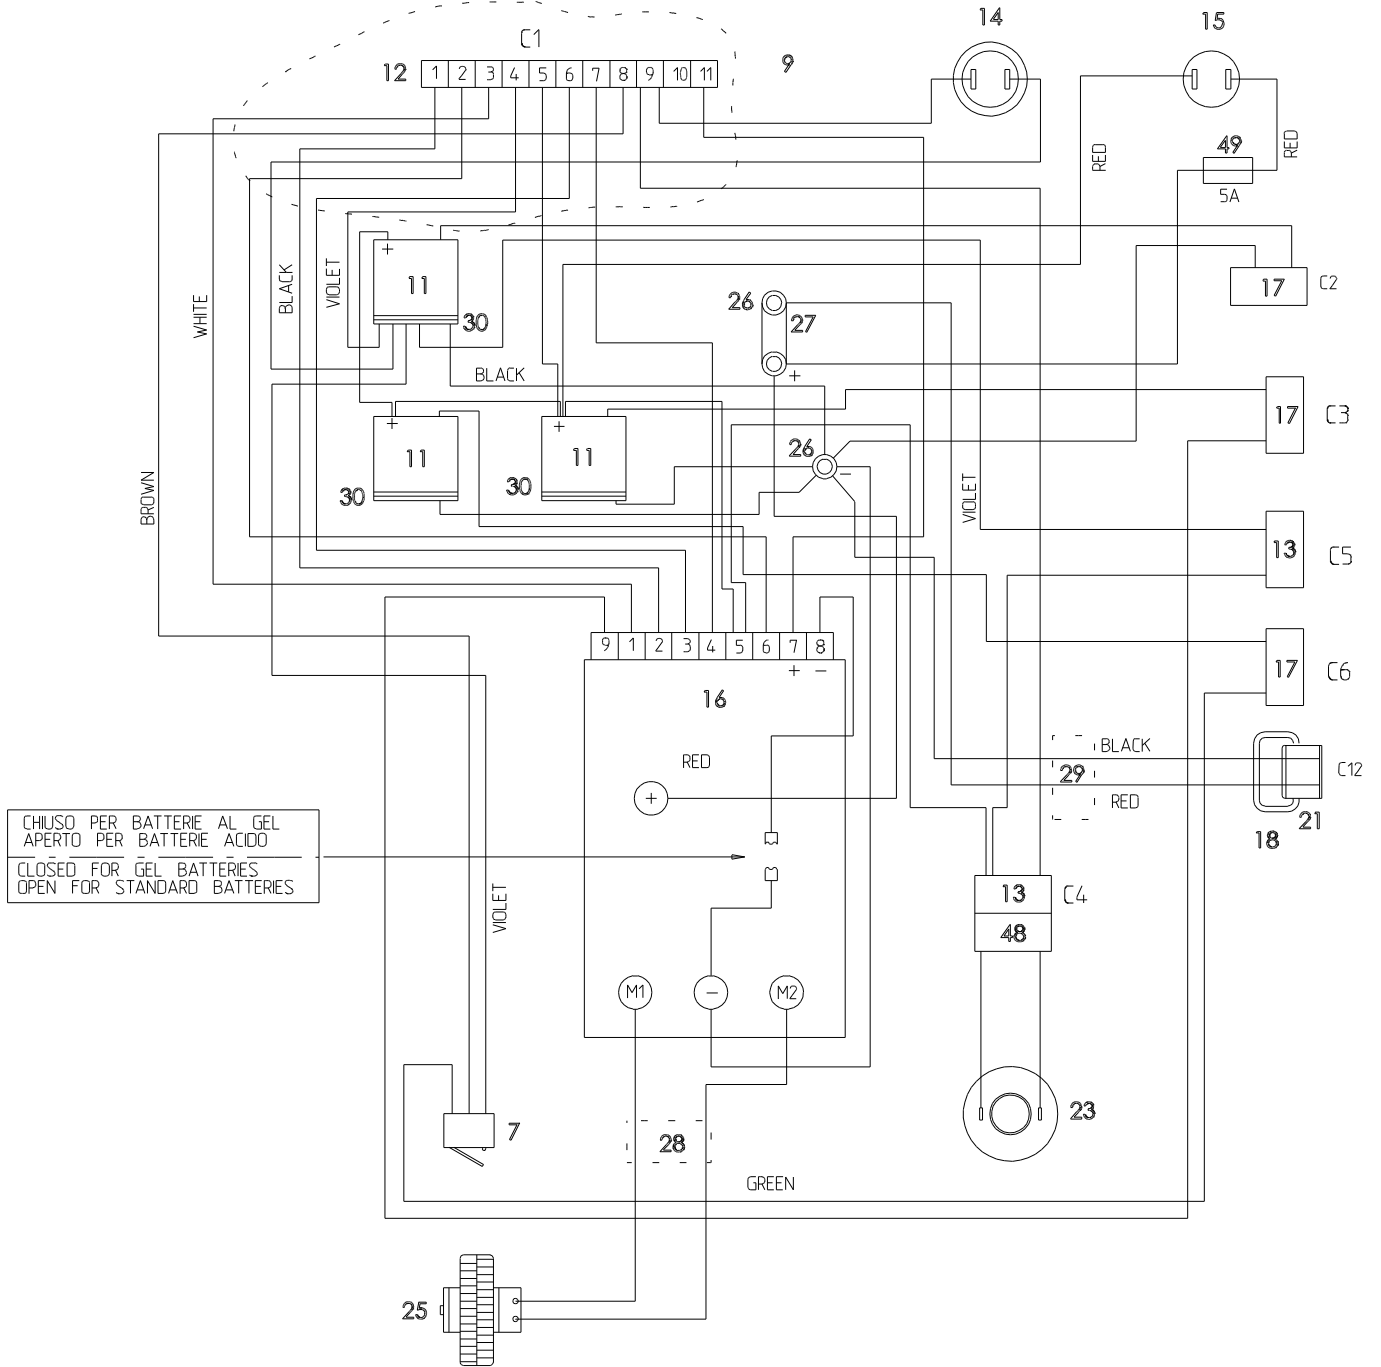 C1
14
15
12
1 2 3 4 5 6 7 8 9 10 11
9
RED
49
RED
5A
WHITE
BLACK
VIOLET
11
30
26
27
17
C2
+
BLACK
+
17
C3
+
11
30
+
11
30
26
−
BROWN
VIOLET
13
C5
9 1 2 3 4 5 6 7 8
+ −
17
C6
16
RED
+
BLACK
29
RED
C12
18
21
CHIUSO PER BATTERIE AL GEL
APERTO PER BATTERIE ACIDO
CLOSED FOR GEL BATTERIES
OPEN FOR STANDARD BATTERIES
VIOLET
13
C4
48
M1
−
M2
7
28
23
GREEN
25